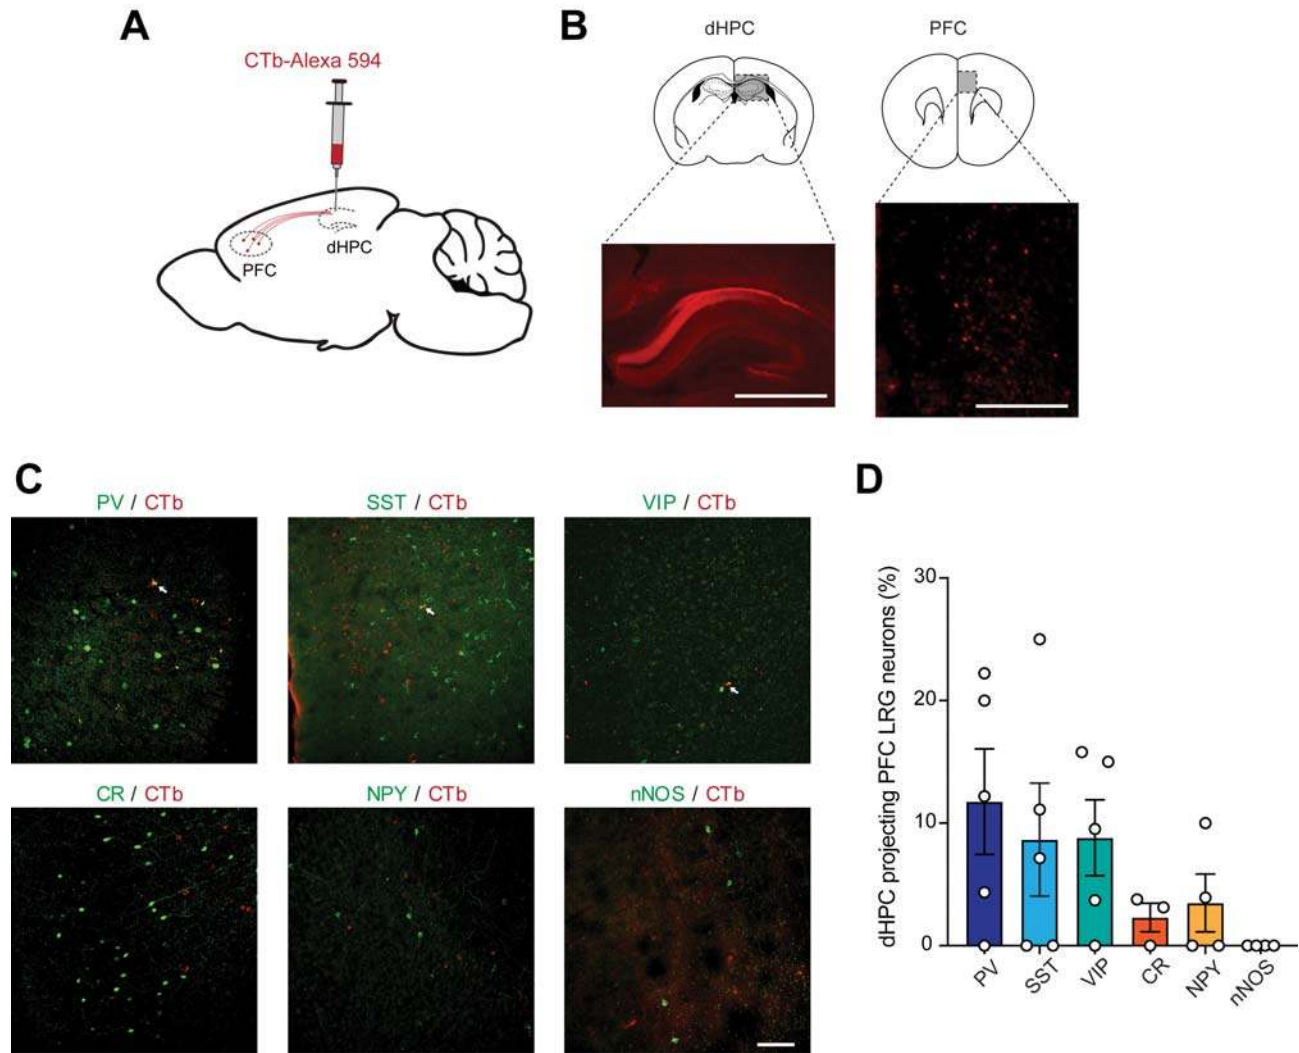 A
CTb-Alexa 594
PFC
dHPC
B
dHPC
PFC
C
PV / CTb
SST / CTb
VIP / CTb
CR / CTb
NPY / CTb
nNOS / CTb
D
dHPC projecting PFC LRG neurons (%)
30
20
10
0
PV
SST
VIP
CR
NPY
nNOS